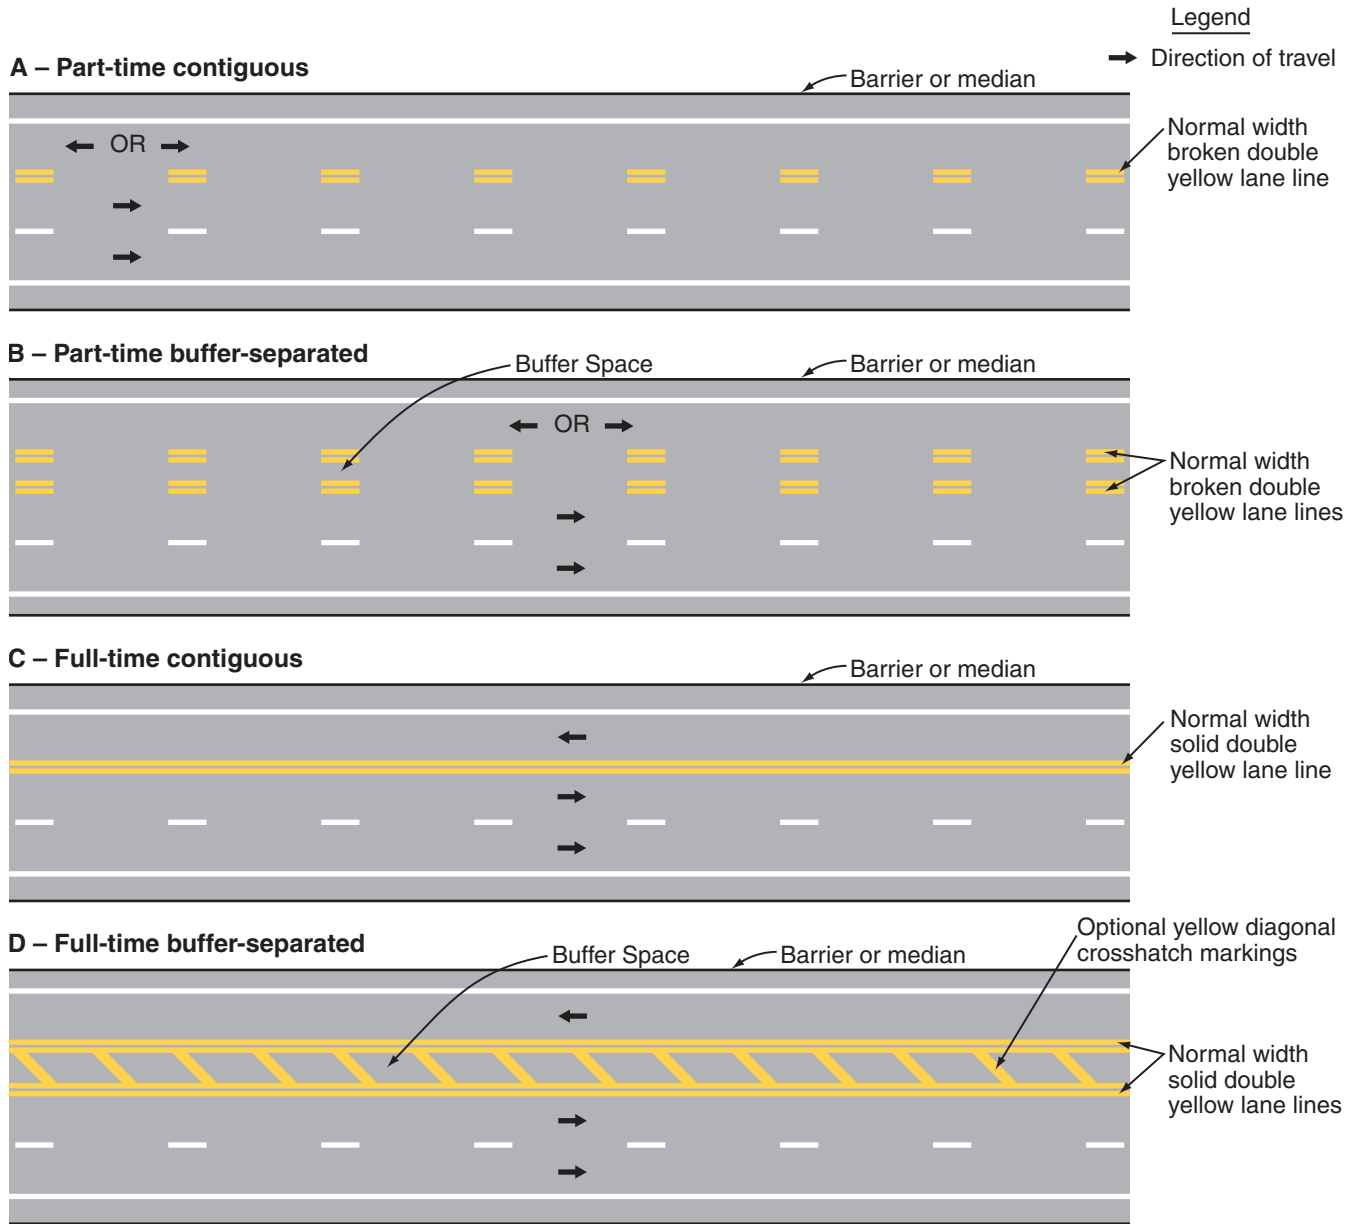 Legend
Direction of travel
A – Part-time contiguous
Barrier or median
OR
Normal width
broken double
yellow lane line
B – Part-time buffer-separated
Buffer Space
Barrier or median
OR
Normal width
broken double
yellow lane lines
C – Full-time contiguous
Barrier or median
Normal width
solid double
yellow lane line
D – Full-time buffer-separated
Buffer Space
Barrier or median
Optional yellow diagonal
crosshatch markings
Normal width
solid double
yellow lane lines